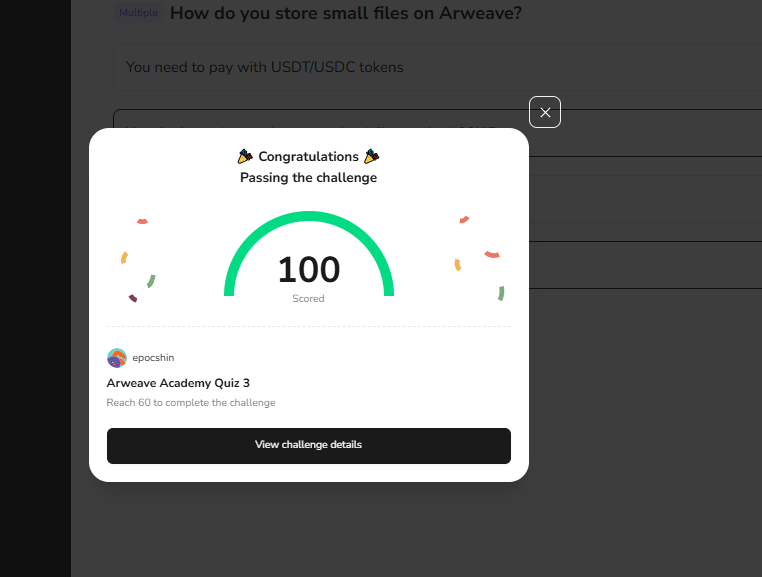 Multiple How do you store small files on Arweave?
You need to pay with USDT/USDC tokens
Congratulations
Passing the challenge
100
Scored
epocshin
Arweave Academy Quiz 3
Reach 60 to complete the challenge
View challenge details